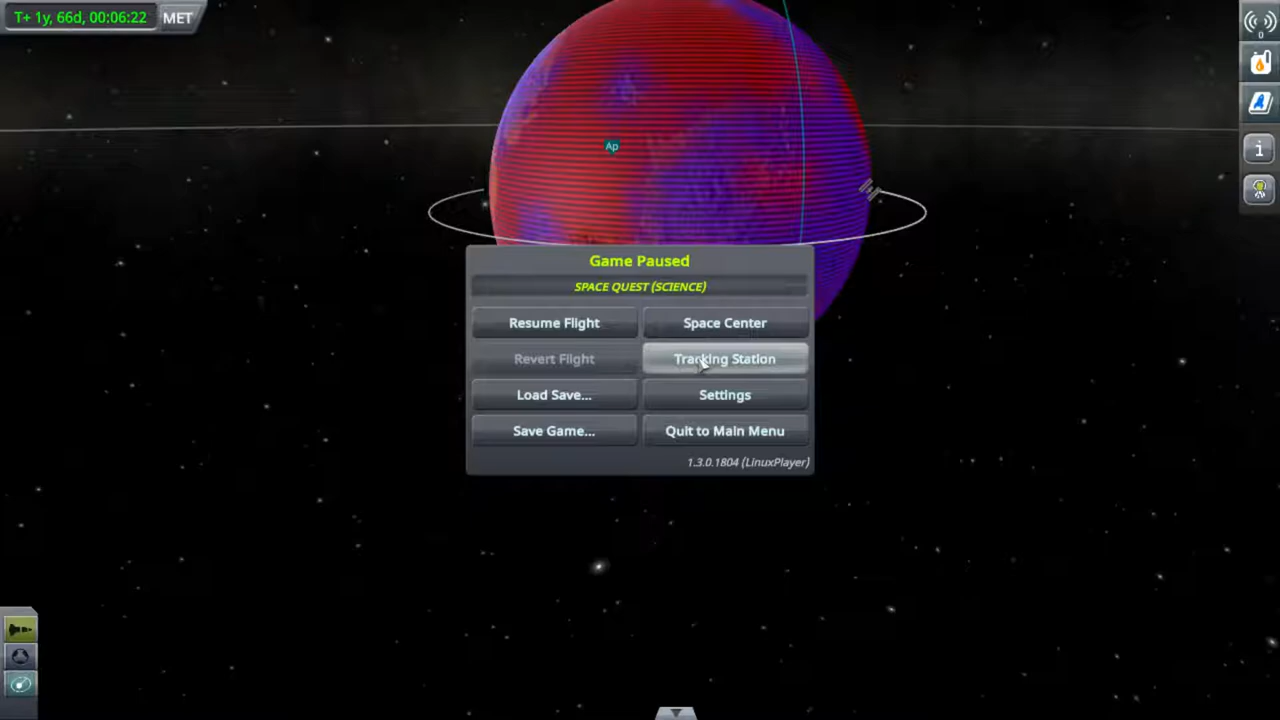 T+ 1y, 66d, 00:06:22 MET
0
i
Ap
Game Paused
SPACE QUEST (SCIENCE)
Resume Flight Space Center
Revert Flight Tracking Station
Load Save... Settings
Save Game... Quit to Main Menu
1.3.0.1804 (LinuxPlayer)